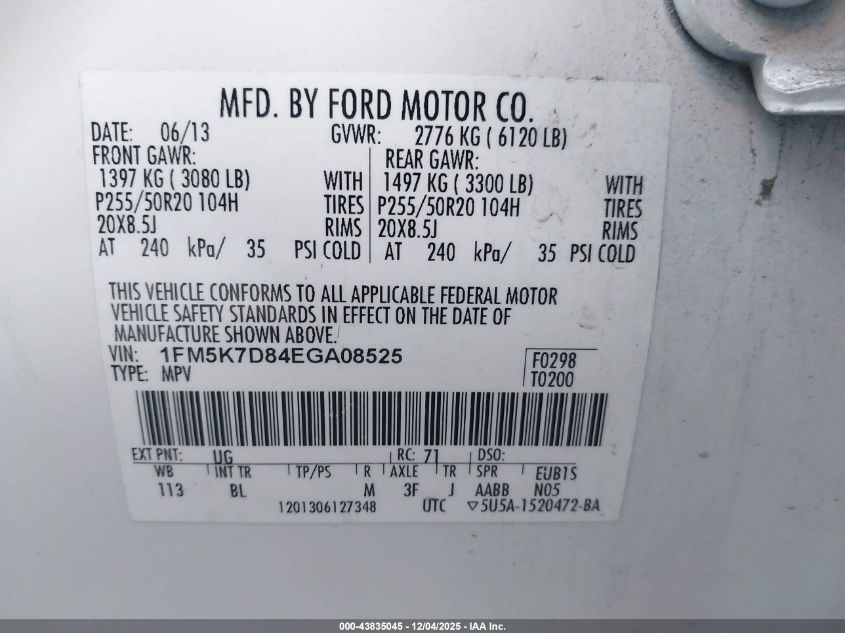 MFD. BY FORD MOTOR CO.
DATE: 06/13 GVWR: 2776 KG ( 6120 LB)
FRONT GAWR: REAR GAWR:
1397 KG ( 3080 LB) WITH 1497 KG ( 3300 LB) WITH
P255/50R20 104H TIRES P255/50R20 104H TIRES
20X8.5J RIMS 20X8.5J RIMS
AT 240 kPa/ 35 PSI COLD AT 240 kPa/ 35 PSI COLD
THIS VEHICLE CONFORMS TO ALL APPLICABLE FEDERAL MOTOR
VEHICLE SAFETY STANDARDS IN EFFECT ON THE DATE OF
MANUFACTURE SHOWN ABOVE.
VIN: 1FM5K7D84EGA08525 F0298
TYPE: MPV T0200
EXT PNT: UG RC: 71 DSO:
WB INT TR TP/PS R AXLE TR SPR EUB1S
113 BL M 3F J AABB N05
1201306127348 UTC ▽5U5A-1520472-BA
000-43835045 - 12/04/2025 - IAA Inc.